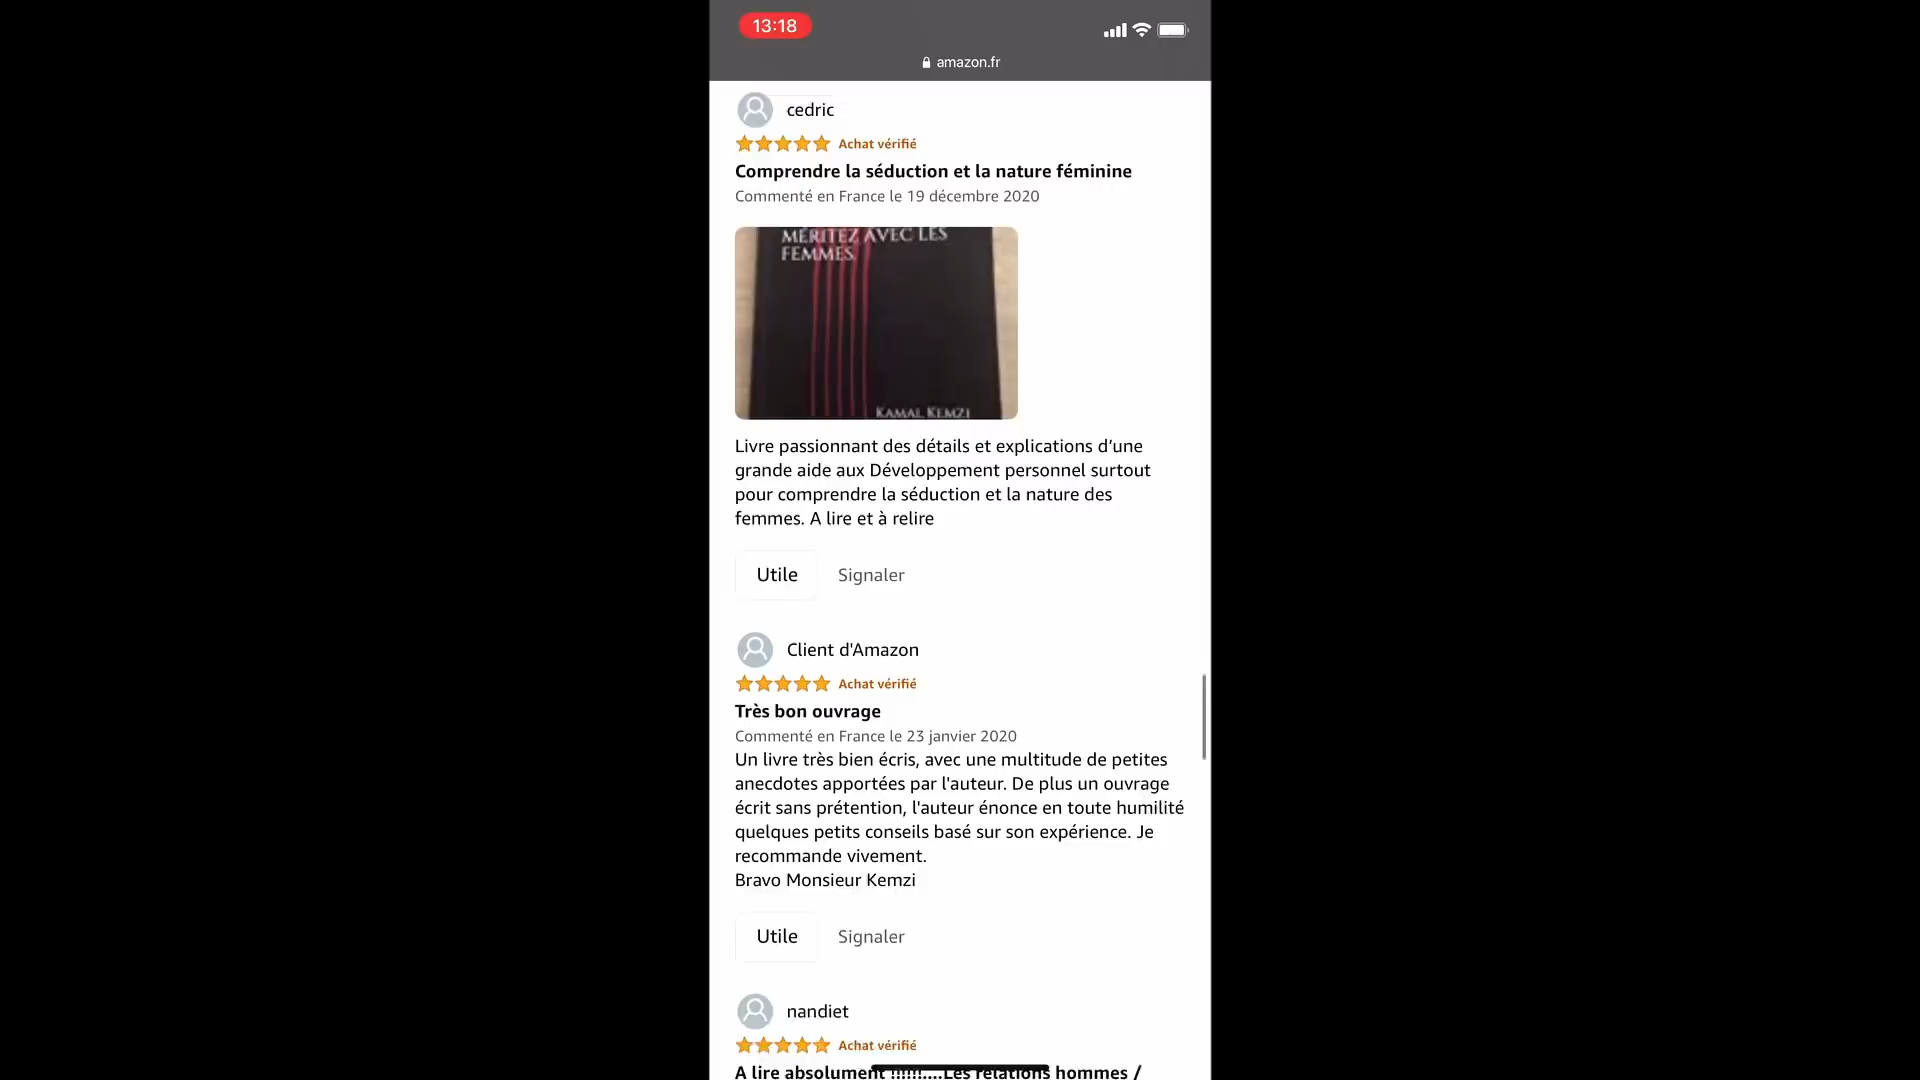 13:18
amazon.fr
cedric
Achat vérifié
Comprendre la séduction et la nature féminine
Commenté en France le 19 décembre 2020
MÉRITEZ AVEC LES
FEMMES.
KAMAL KEMZI
Livre passionnant des détails et explications d’une
grande aide aux Développement personnel surtout
pour comprendre la séduction et la nature des
femmes. A lire et à relire
Utile Signaler
Client d'Amazon
Achat vérifié
Très bon ouvrage
Commenté en France le 23 janvier 2020
Un livre très bien écris, avec une multitude de petites
anecdotes apportées par l'auteur. De plus un ouvrage
écrit sans prétention, l'auteur énonce en toute humilité
quelques petits conseils basé sur son expérience. Je
recommande vivement.
Bravo Monsieur Kemzi
Utile Signaler
nandiet
Achat vérifié
A lire absolument !!!!!!....Les relations hommes /